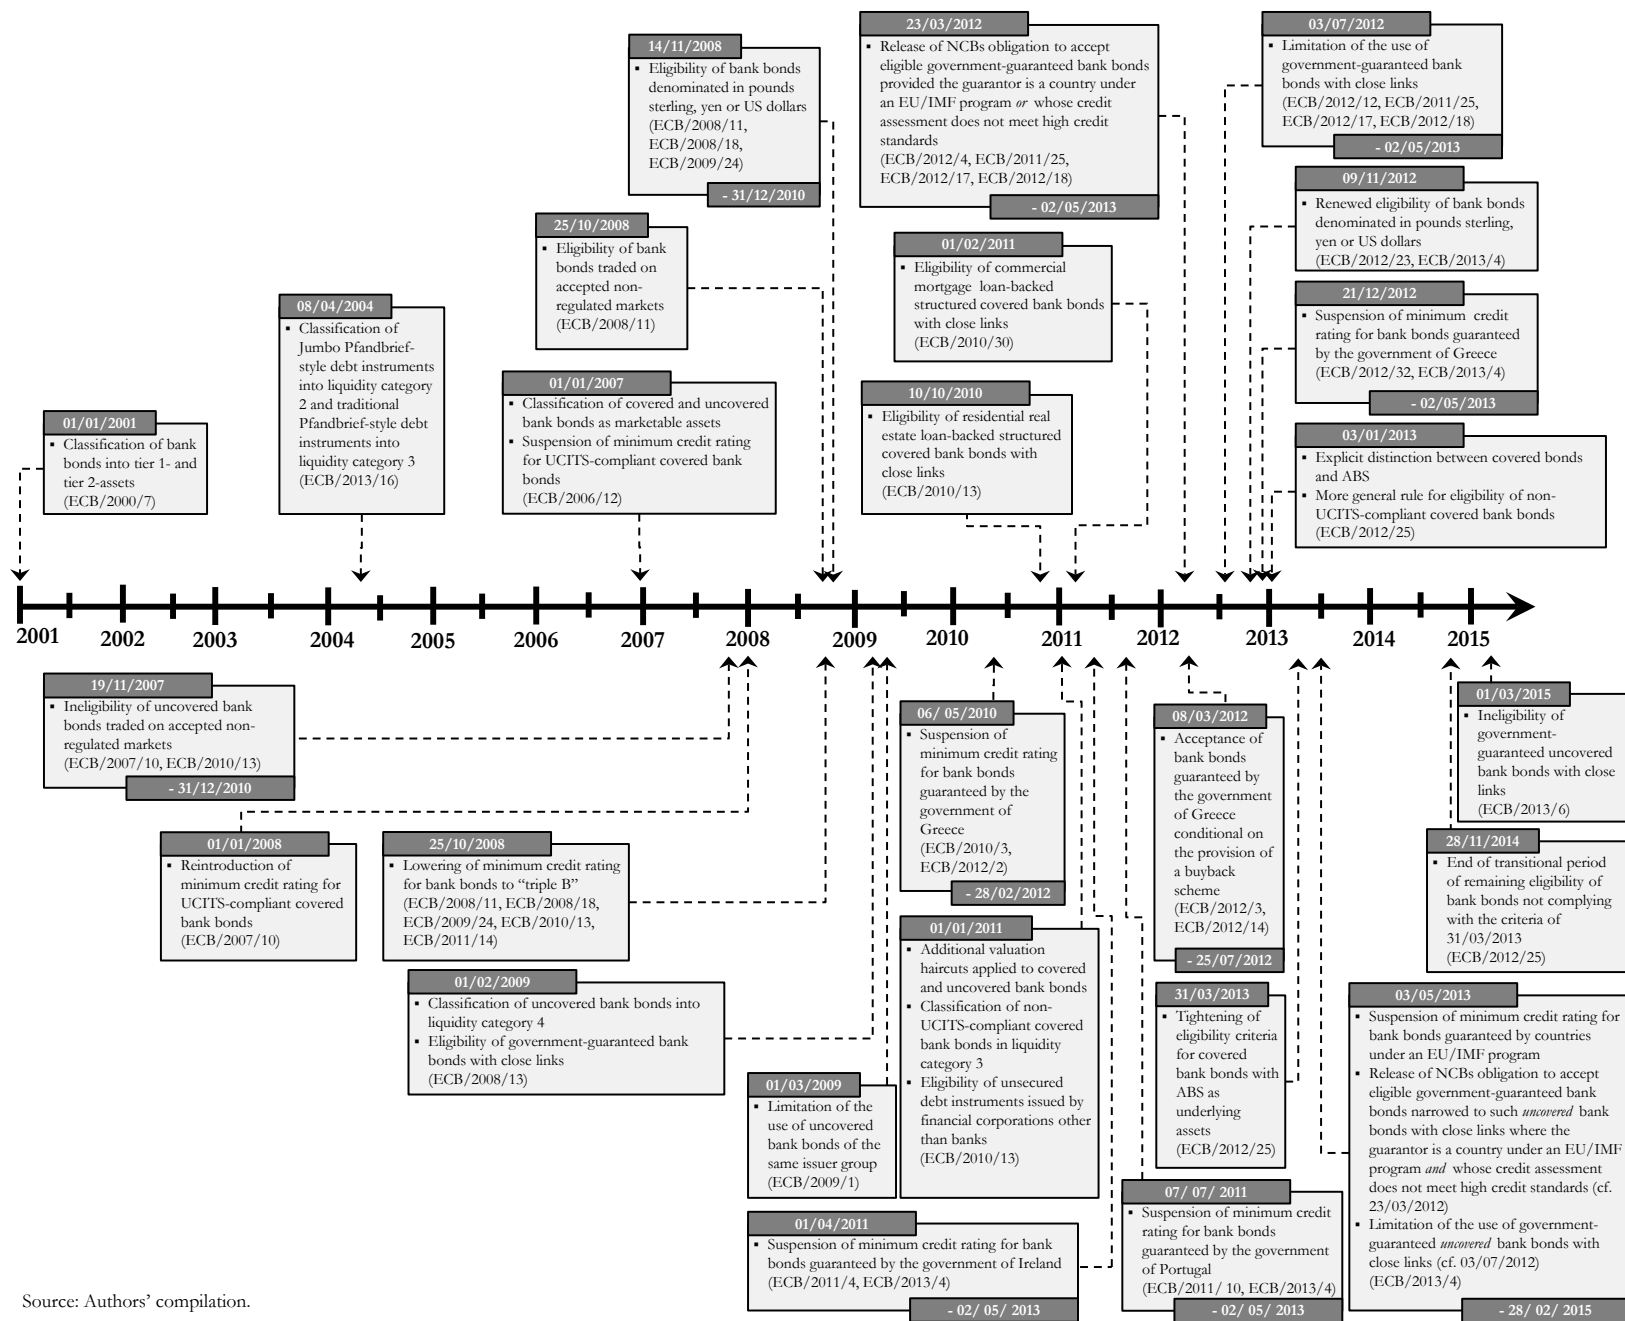 23/03/2012
▪ Release of NCBs obligation to accept
eligible government-guaranteed bank bonds
provided the guarantor is a country under
an EU/IMF program or whose credit
assessment does not meet high credit
standards
(ECB/2012/4, ECB/2011/25,
ECB/2012/17, ECB/2012/18)
- 02/05/2013
03/07/2012
▪ Limitation of the use of
government-guaranteed bank
bonds with close links
(ECB/2012/12, ECB/2011/25,
ECB/2012/17, ECB/2012/18)
- 02/05/2013
14/11/2008
▪ Eligibility of bank bonds
denominated in pounds
sterling, yen or US dollars
(ECB/2008/11,
ECB/2008/18,
ECB/2009/24)
- 31/12/2010
09/11/2012
▪ Renewed eligibility of bank bonds
denominated in pounds sterling,
yen or US dollars
(ECB/2012/23, ECB/2013/4)
25/10/2008
▪ Eligibility of bank
bonds traded on
accepted non-
regulated markets
(ECB/2008/11)
01/02/2011
▪ Eligibility of commercial
mortgage loan-backed
structured covered bank bonds
with close links
(ECB/2010/30)
21/12/2012
▪ Suspension of minimum credit
rating for bank bonds guaranteed
by the government of Greece
(ECB/2012/32, ECB/2013/4)
- 02/05/2013
08/04/2004
▪ Classification of
Jumbo Pfandbrief-
style debt instruments
into liquidity category
2 and traditional
Pfandbrief-style debt
instruments into
liquidity category 3
(ECB/2013/16)
01/01/2007
▪ Classification of covered and uncovered
bank bonds as marketable assets
▪ Suspension of minimum credit rating
for UCITS-compliant covered bank
bonds
(ECB/2006/12)
10/10/2010
▪ Eligibility of residential real
estate loan-backed structured
covered bank bonds with
close links
(ECB/2010/13)
01/01/2001
▪ Classification of bank
bonds into tier 1- and
tier 2-assets
(ECB/2000/7)
03/01/2013
▪ Explicit distinction between covered bonds
and ABS
▪ More general rule for eligibility of non-
UCITS-compliant covered bank bonds
(ECB/2012/25)
2001 2002 2003 2004 2005 2006 2007 2008 2009 2010 2011 2012 2013 2014 2015
19/11/2007
▪ Ineligibility of uncovered bank
bonds traded on accepted non-
regulated markets
(ECB/2007/10, ECB/2010/13)
- 31/12/2010
01/01/2008
▪ Reintroduction of
minimum credit rating for
UCITS-compliant covered
bank bonds
(ECB/2007/10)
25/10/2008
▪ Lowering of minimum credit rating
for bank bonds to “triple B”
(ECB/2008/11, ECB/2008/18,
ECB/2009/24, ECB/2010/13,
ECB/2011/14)
01/02/2009
▪ Classification of uncovered bank bonds into
liquidity category 4
▪ Eligibility of government-guaranteed bank
bonds with close links
(ECB/2008/13)
01/03/2009
▪ Limitation of the
use of uncovered
bank bonds of the
same issuer group
(ECB/2009/1)
06/ 05/2010
▪ Suspension of
minimum credit rating
for bank bonds
guaranteed by the
government of
Greece
(ECB/2010/3,
ECB/2012/2)
- 28/02/2012
01/01/2011
▪ Additional valuation
haircuts applied to covered
and uncovered bank bonds
▪ Classification of non-
UCITS-compliant covered
bank bonds in liquidity
category 3
▪ Eligibility of unsecured
debt instruments issued by
financial corporations other
than banks
(ECB/2010/13)
01/04/2011
▪ Suspension of minimum credit rating for bank
bonds guaranteed by the government of Ireland
(ECB/2011/4, ECB/2013/4)
- 02/ 05/ 2013
08/03/2012
▪ Acceptance of
bank bonds
guaranteed by
the government
of Greece
conditional on
the provision of
a buyback
scheme
(ECB/2012/3,
ECB/2012/14)
- 25/07/2012
31/03/2013
▪ Tightening of
eligibility criteria
for covered
bank bonds with
ABS as
underlying
assets
(ECB/2012/25)
07/ 07/ 2011
▪ Suspension of minimum credit
rating for bank bonds
guaranteed by the government
of Portugal
(ECB/2011/ 10, ECB/2013/4)
- 02/ 05/ 2013
01/03/2015
▪ Ineligibility of
government-
guaranteed uncovered
bank bonds with close
links
(ECB/2013/6)
28/11/2014
▪ End of transitional period
of remaining eligibility of
bank bonds not complying
with the criteria of
31/03/2013
(ECB/2012/25)
03/05/2013
▪ Suspension of minimum credit rating for
bank bonds guaranteed by countries
under an EU/IMF program
▪ Release of NCBs obligation to accept
eligible government-guaranteed bank
bonds narrowed to such uncovered bank
bonds with close links where the
guarantor is a country under an EU/IMF
program and whose credit assessment
does not meet high credit standards (cf.
23/03/2012)
▪ Limitation of the use of government-
guaranteed uncovered bank bonds with
close links (cf. 03/07/2012)
(ECB/2013/4)
- 28/ 02/ 2015
Source: Authors’ compilation.